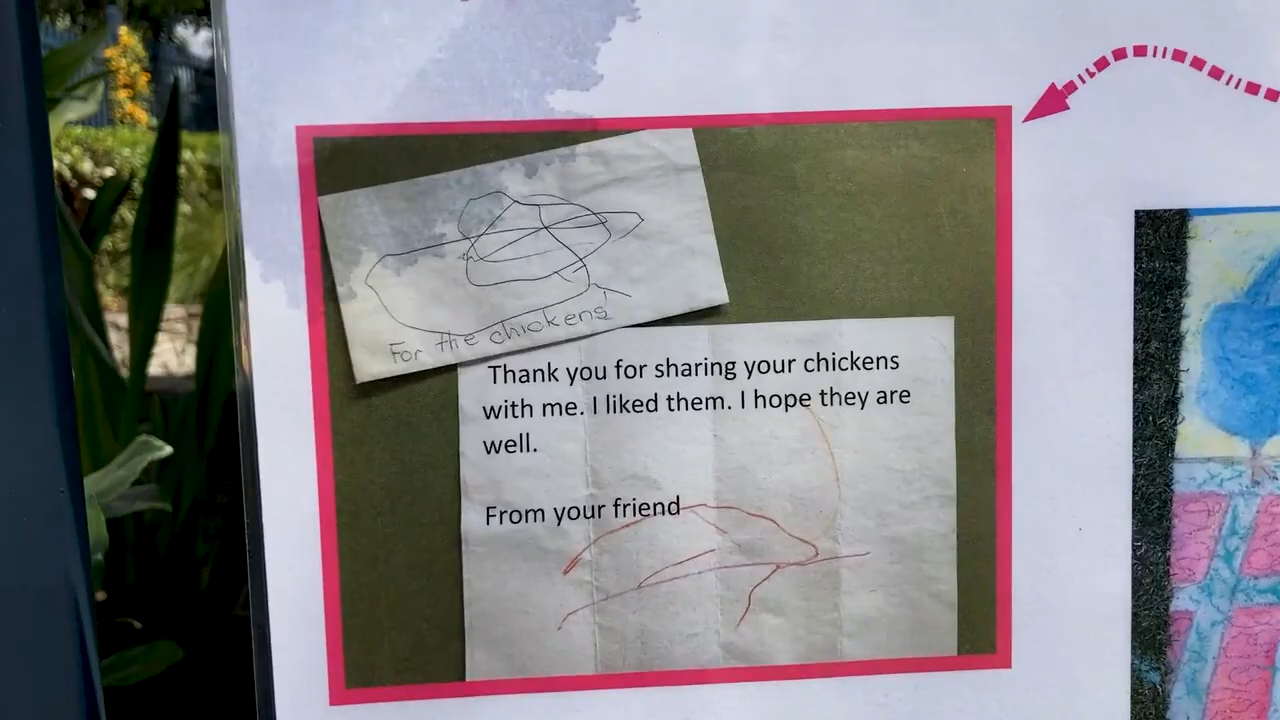 For the chickens!
Thank you for sharing your chickens
with me. I liked them. I hope they are
well.
From your friend